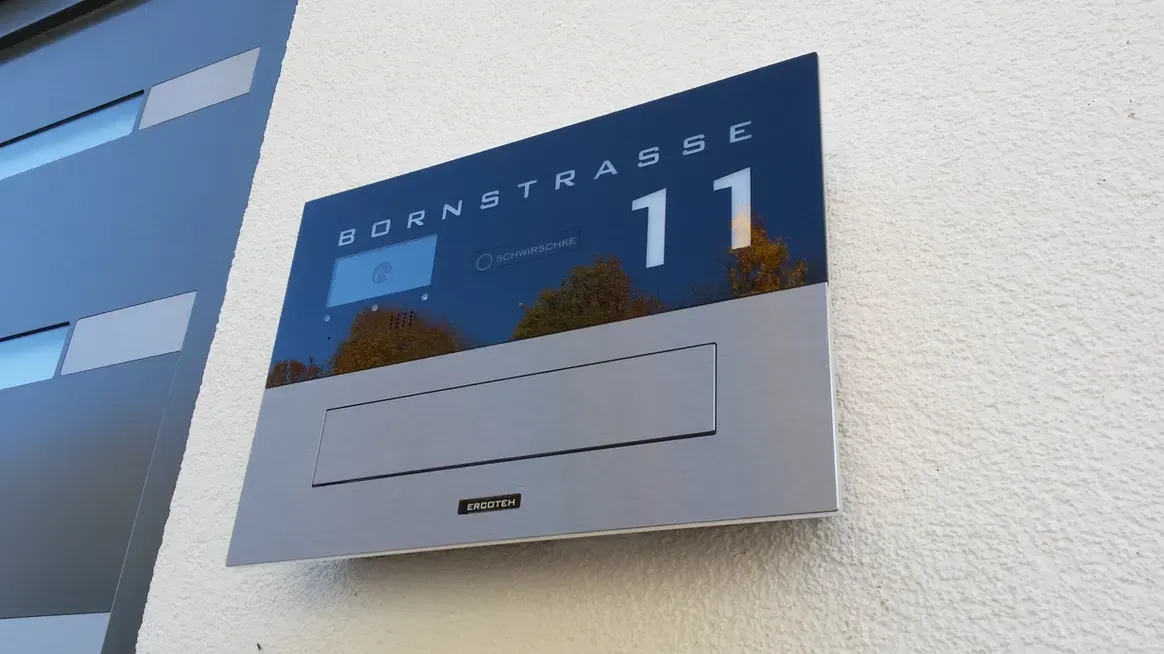 BORNSTRASSE
11
SCHWIRSCHKE
ERCOTEH